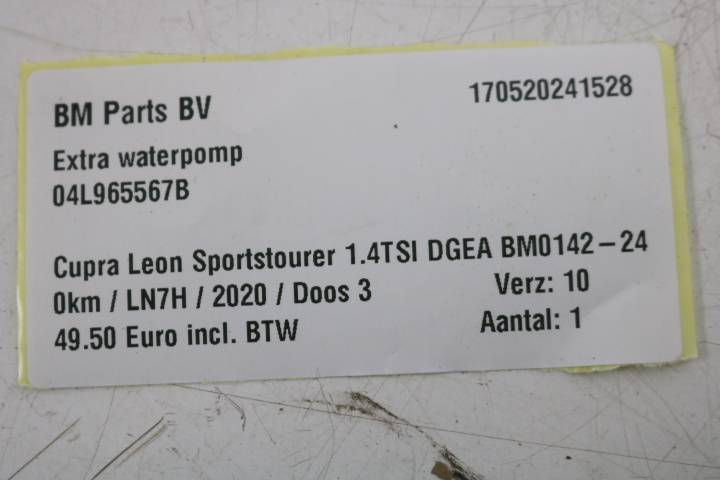 BM Parts BV 170520241528
Extra waterpomp
04L965567B
Cupra Leon Sportstourer 1.4TSI DGEA BM0142-24
0km / LN7H / 2020 / Doos 3 Verz: 10
49.50 Euro incl. BTW Aantal: 1